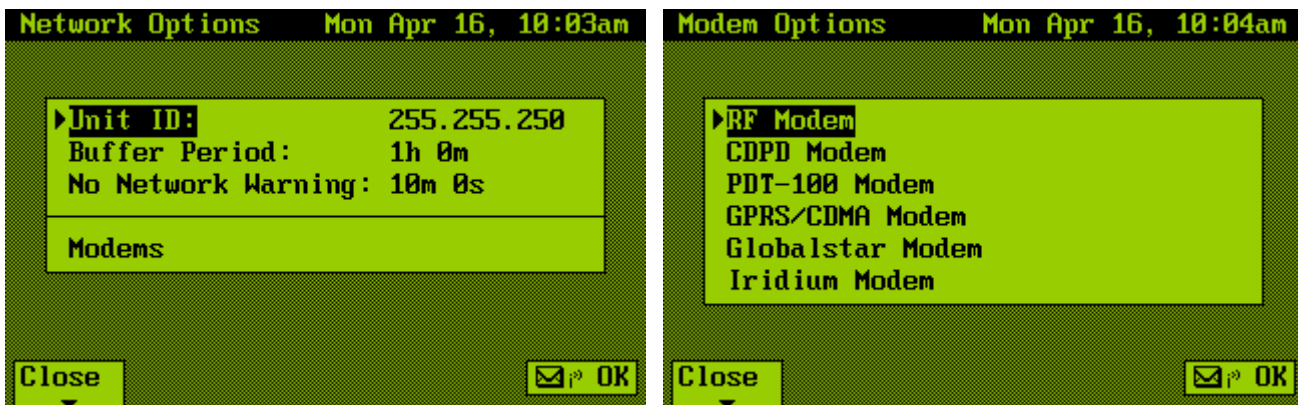 Network Options Mon Apr 16, 10:03am
Unit ID: 255.255.250
Buffer Period: 1h 0m
No Network Warning: 10m 0s
Modems
Close OK
Modem Options Mon Apr 16, 10:04am
RF Modem
CDPD Modem
PDT-100 Modem
GPRS/CDMA Modem
Globalstar Modem
Iridium Modem
Close OK